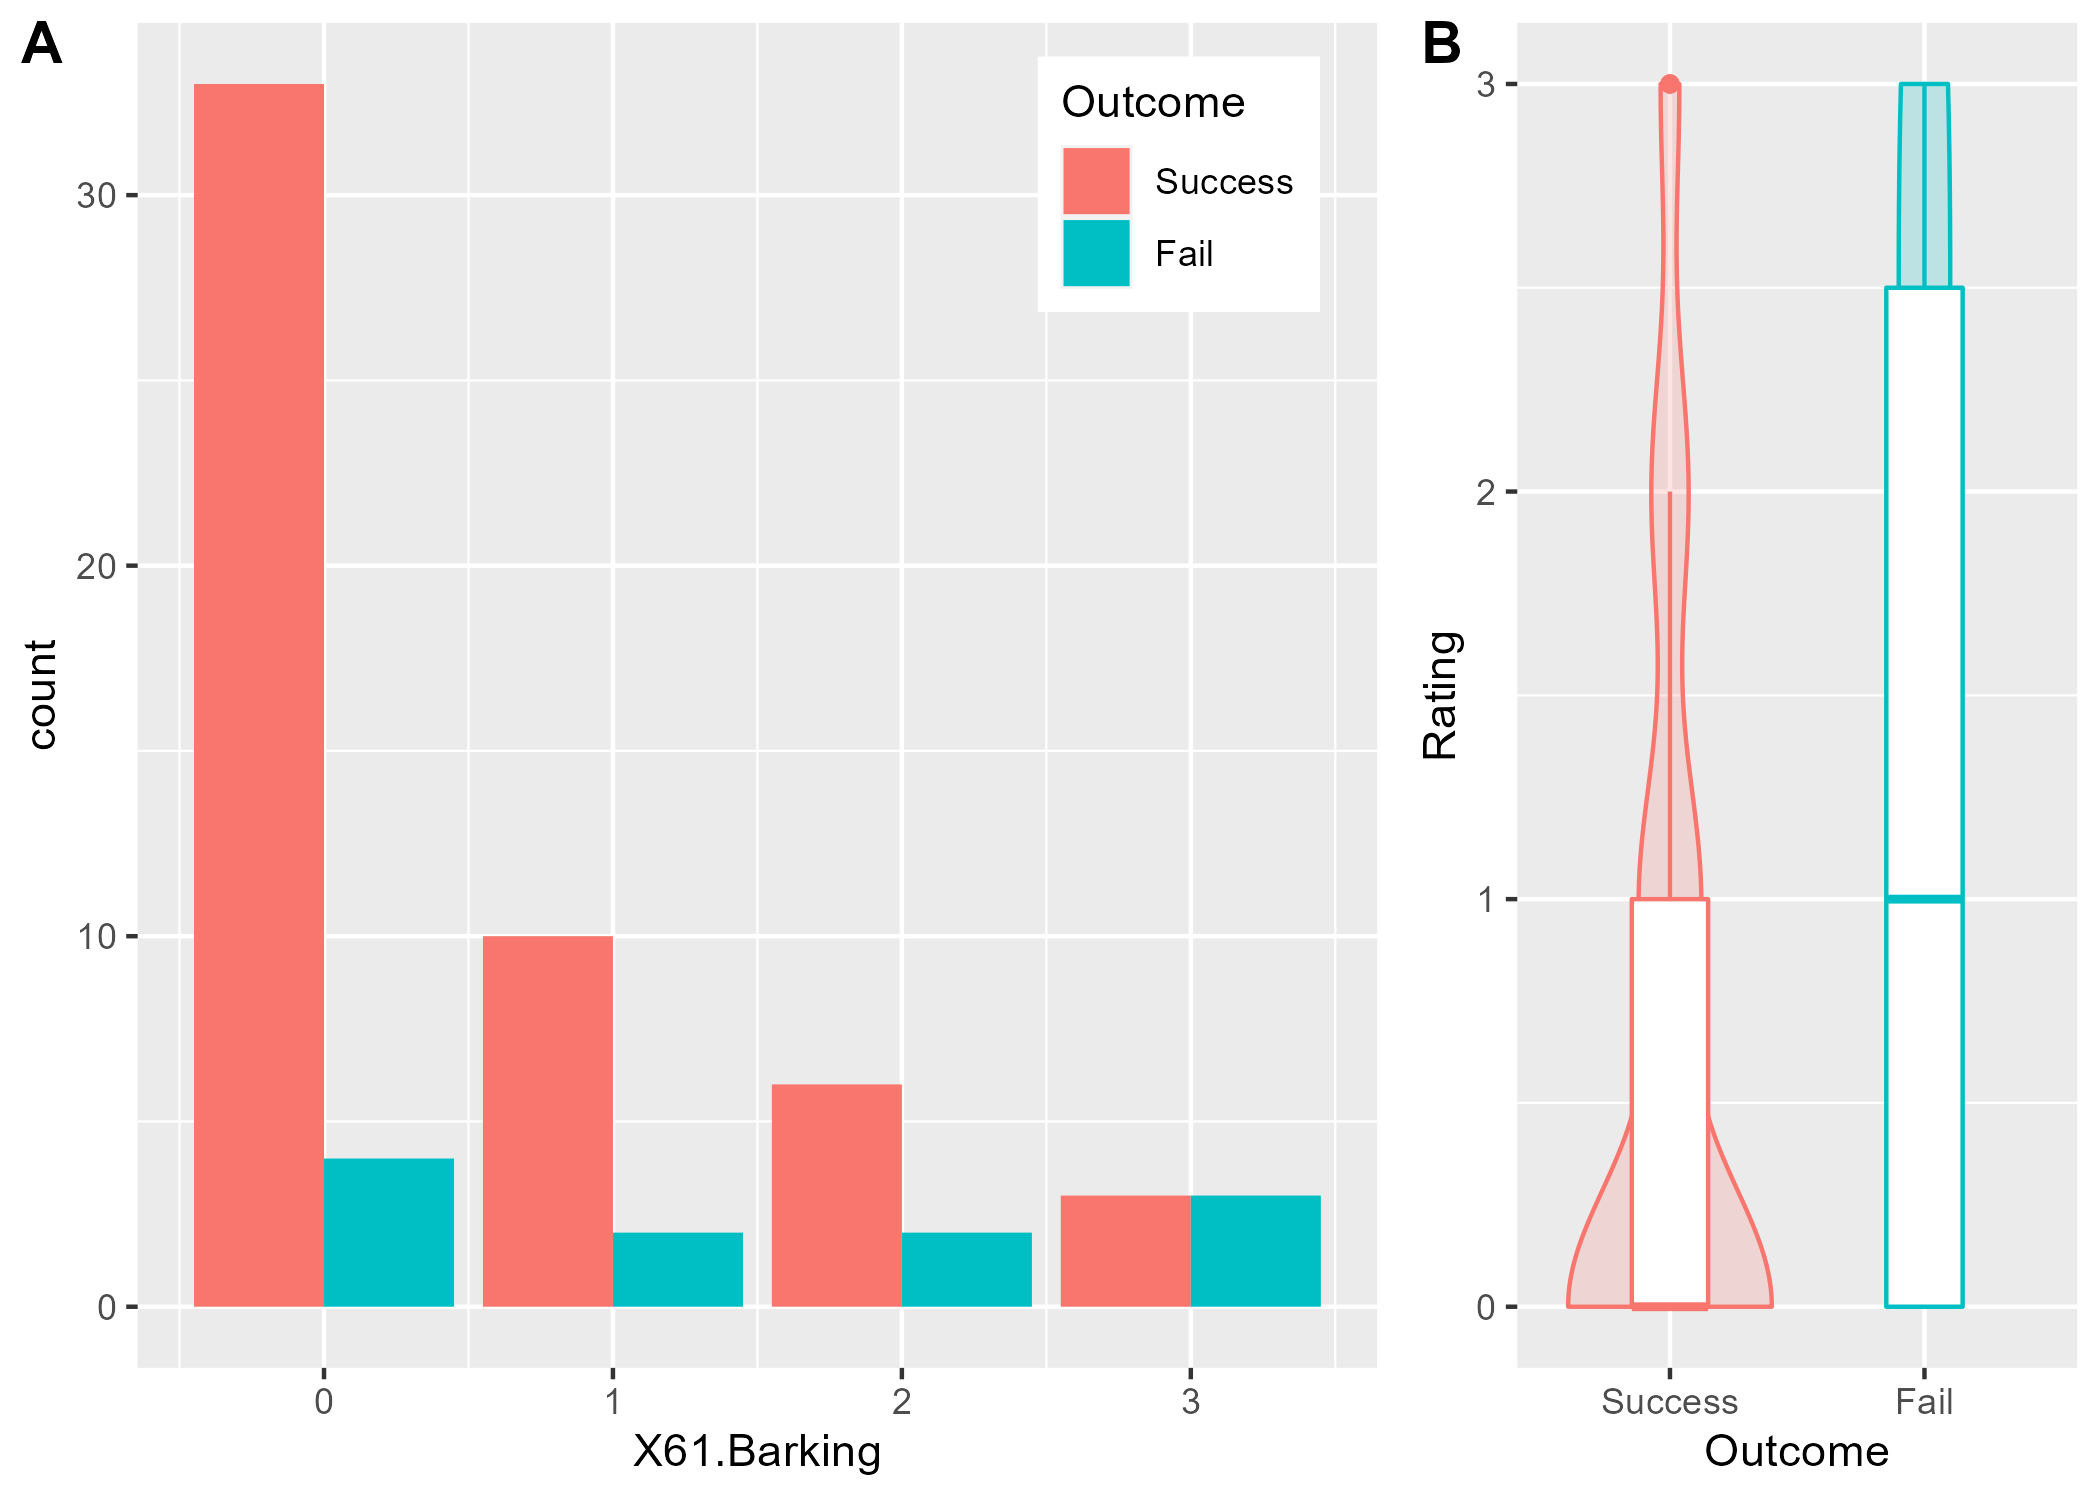 A
Outcome
Success
Fail
30
20
10
0
count
0 1 2 3
X61.Barking
B
3
2
1
0
Rating
Success Fail
Outcome